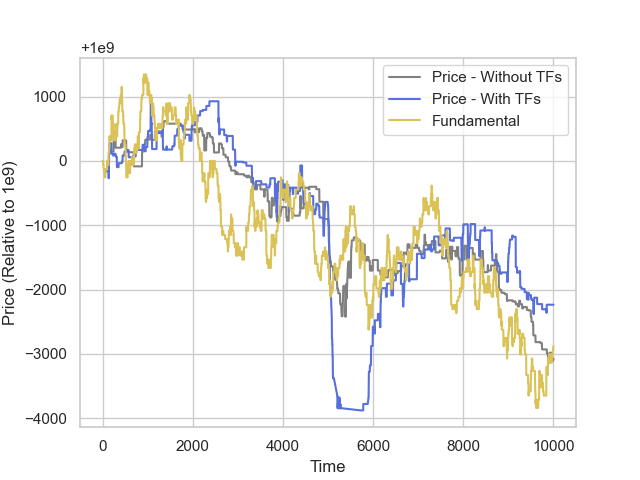 +1e9
Price - Without TFs
Price - With TFs
Fundamental
1000
0
−1000
−2000
−3000
−4000
Price (Relative to 1e9)
0 2000 4000 6000 8000 10000
Time